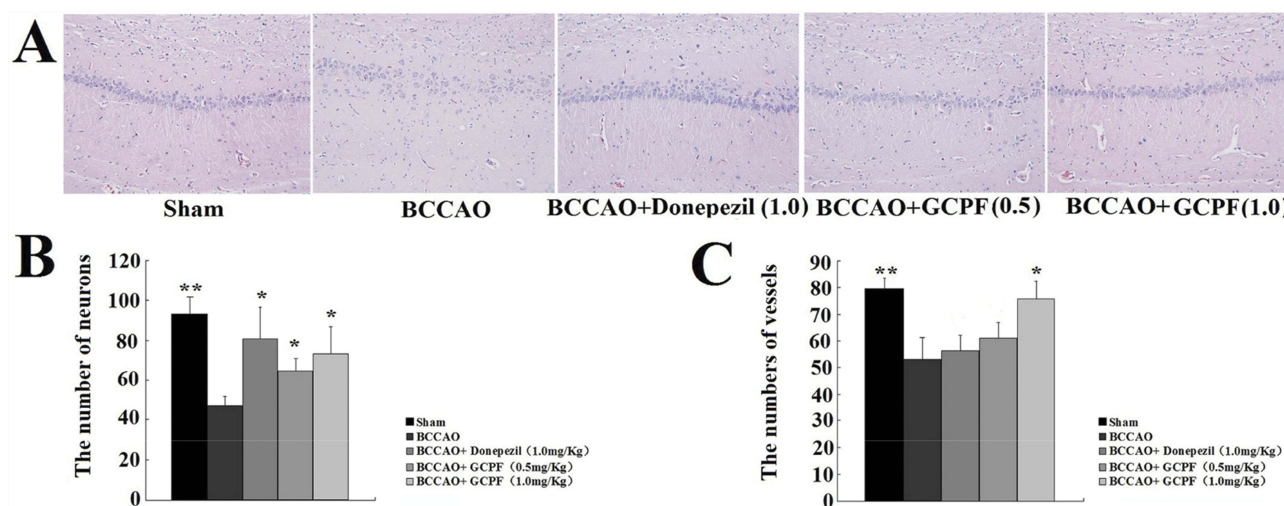 A
Sham
BCCAO
BCCAO+Donepezil (1.0)
BCCAO+GCPF(0.5)
BCCAO+GCPF(1.0)
B
The number of neurons
120
100
80
60
40
20
0
**
*
*
*
Sham
BCCAO
BCCAO+ Donepezil（1.0mg/Kg）
BCCAO+ GCPF（0.5mg/Kg）
BCCAO+ GCPF（1.0mg/Kg）
C
The numbers of vessels
90
80
70
60
50
40
30
20
10
0
**
*
Sham
BCCAO
BCCAO+ Donepezil（1.0mg/Kg）
BCCAO+ GCPF（0.5mg/Kg）
BCCAO+ GCPF（1.0mg/Kg）